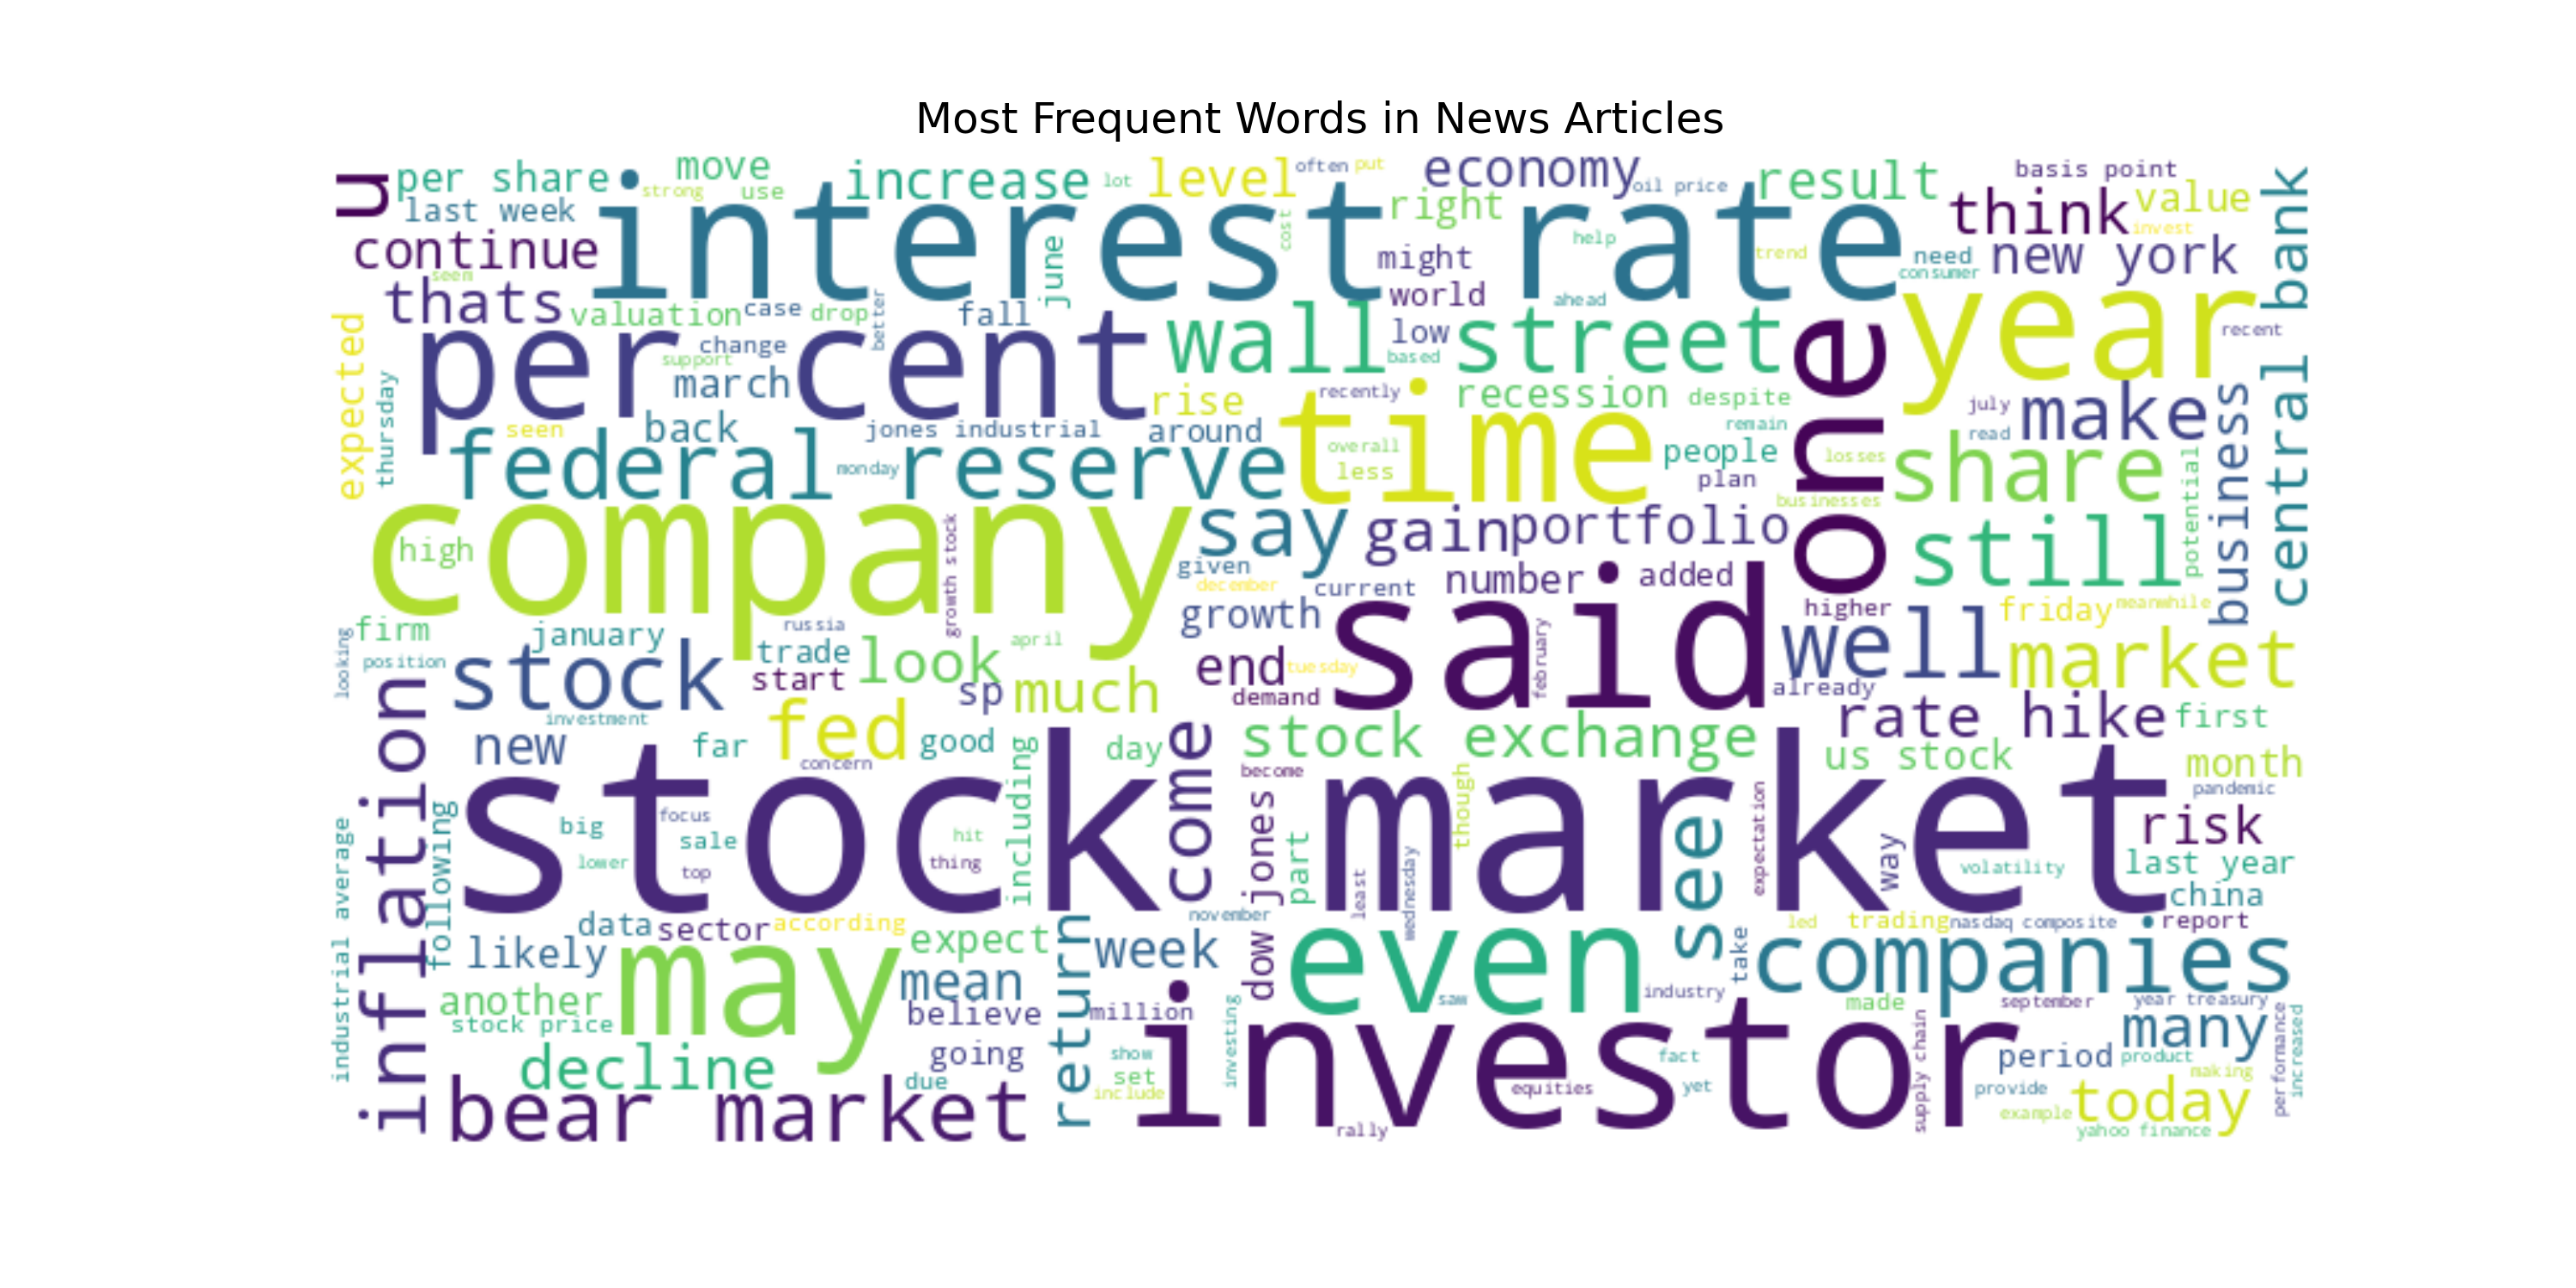 Most Frequent Words in News Articles
u
per share
move
strong
use
increase
lot
level
often
put
economy
oil price
result
basis point
think
value
invest
central bank
last week
interest rate
right
cost
help
trend
need
consumer
new york
continue
seen
june
might
world
ahead
year
recent
thats
valuation
case
drop
better
fall
low
based
wall street
one
expected
thursday
per cent
change
support
march
rise
recently
time
recession
despite
remain
july
read
make
business
back
seen
jones industrial
around
overall
less
people
plan
losses
businesses
share
potential
federal reserve
monday
company
high
growth stock
say
given
december
current
gain
portfolio
number
added
still
higher
friday
meanwhile
growth
said
february
well
already
market
looking
firm
position
january
russia
trade
start
look
april
sp
much
end
tuesday
demand
stock
investment
inflation
new
far
fed
concern
good
including
day
come
stock exchange
rate hike
first
us stock
month
pandemic
stock market
become
dow jones
though
expectation
see
way
volatility
risk
last year
china
report
industrial average
following
big
focus
sale
lower
top
hit
thing
part
least
wednesday
november
data
sector
according
expect
likely
another
stock price
may
mean
believe
return
week
million
even
saw
industry
take
led
trading
nasdaq composite
companies
made
september
year treasury
many
decline
going
due
bear market
show
set
include
investing
investor
equities
fact
yet
rally
supply chain
period
product
provide
making
example
today
yahoo finance
performance
increased